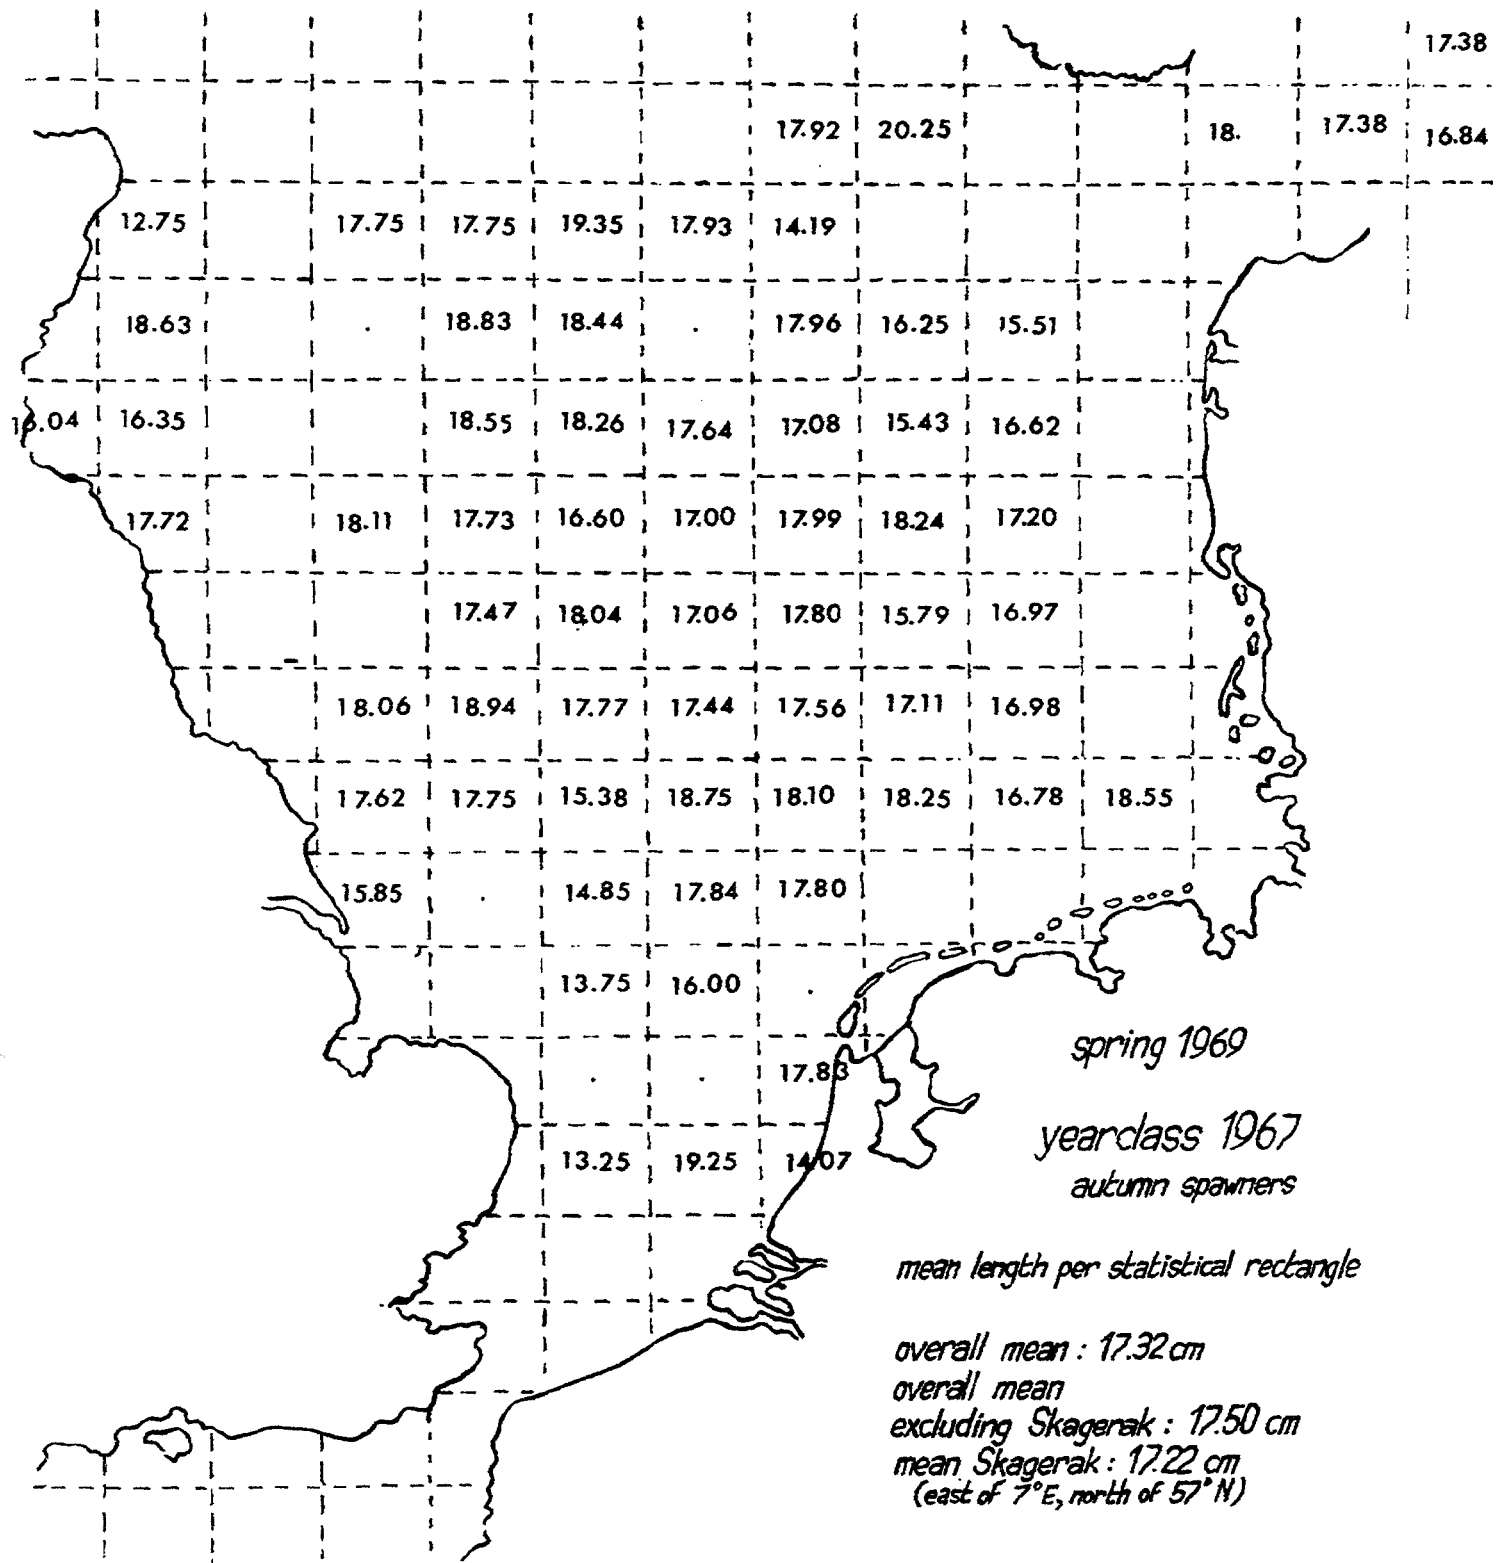 17.38
17.92 20.25 18. 17.38 16.84
12.75 17.75 17.75 19.35 17.93 14.19
18.63 . 18.83 18.44 . 17.96 16.25 15.51
16.35 18.55 18.26 17.64 17.08 15.43 16.62
17.72 18.11 17.73 16.60 17.00 17.99 18.24 17.20
17.47 18.04 17.06 17.80 15.79 16.97
18.06 18.94 17.77 17.44 17.56 17.11 16.98
17.62 17.75 15.38 18.75 18.10 18.25 16.78 18.55
15.85 . 14.85 17.84 17.80
13.75 16.00 .
. . 17.83
13.25 19.25 14.07
spring 1969
yearclass 1967
autumn spawners
mean length per statistical rectangle
overall mean : 17.32 cm
overall mean
excluding Skagerak : 17.50 cm
mean Skagerak : 17.22 cm
(east of 7°E, north of 57°N)